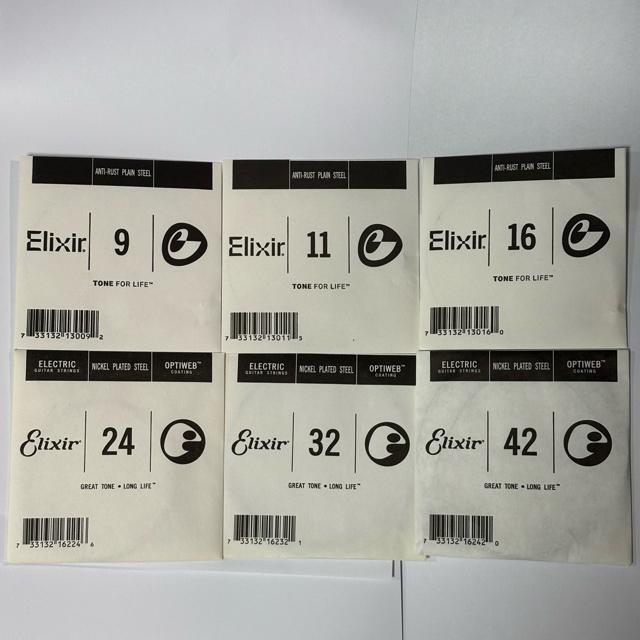 ANTI-RUST PLAIN STEEL
Elixir. 9
TONE FOR LIFE™
7 33132 13009 2
ANTI-RUST PLAIN STEEL
Elixir. 11
TONE FOR LIFE™
7 33132 13011 5
ANTI-RUST PLAIN STEEL
Elixir. 16
TONE FOR LIFE™
7 33132 13016 0
ELECTRIC NICKEL PLATED STEEL OPTIWEB™
GUITAR STRINGS COATING
Elixir 24
GREAT TONE • LONG LIFE™
7 33132 16224 6
ELECTRIC NICKEL PLATED STEEL OPTIWEB™
GUITAR STRINGS COATING
Elixir 32
GREAT TONE • LONG LIFE™
7 33132 16232 1
ELECTRIC NICKEL PLATED STEEL OPTIWEB™
GUITAR STRINGS COATING
Elixir 42
GREAT TONE • LONG LIFE™
7 33132 16242 0